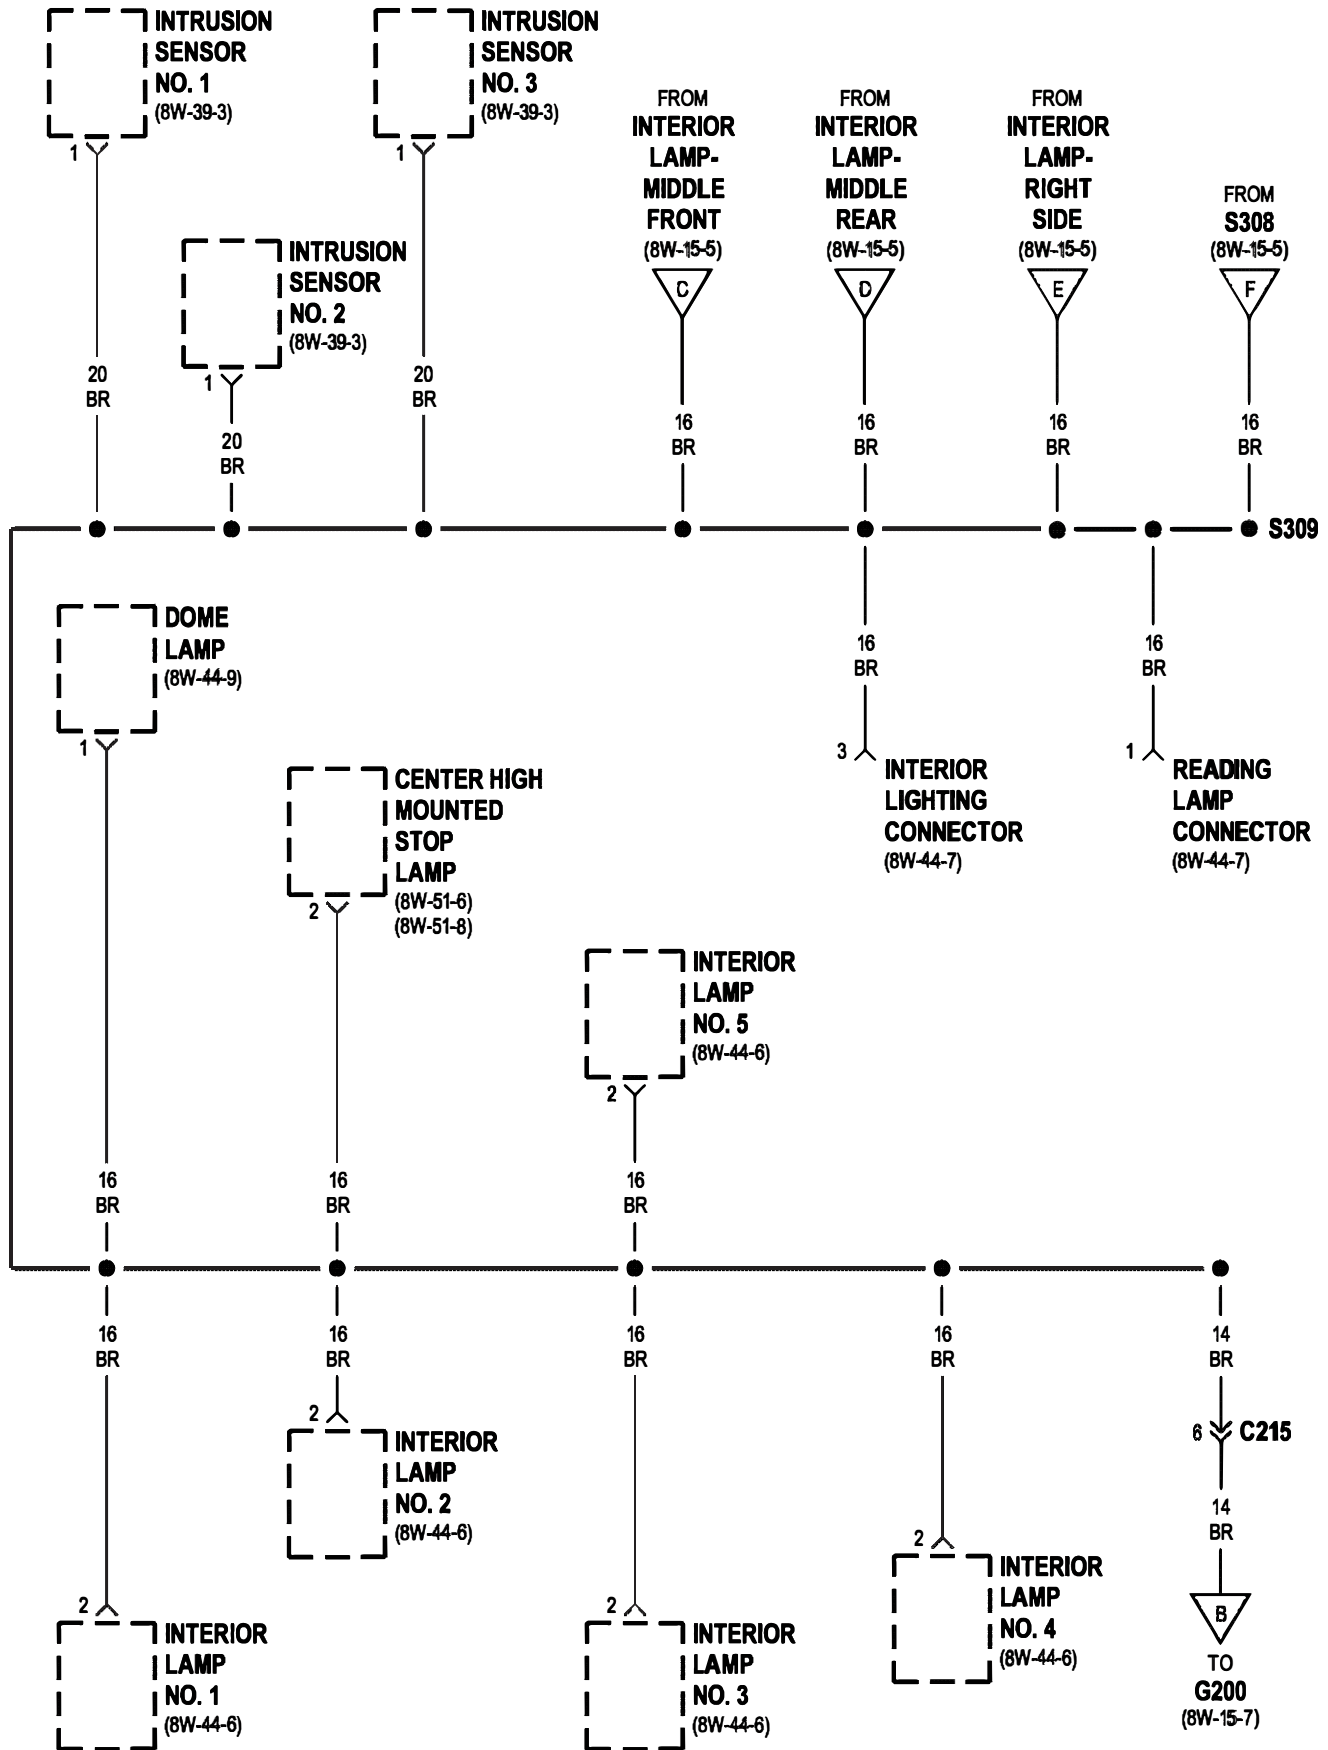 INTRUSION
SENSOR
NO. 1
(8W-39-3)
1
INTRUSION
SENSOR
NO. 3
(8W-39-3)
1
INTRUSION
SENSOR
NO. 2
(8W-39-3)
1
FROM
INTERIOR
LAMP-
MIDDLE
FRONT
(8W-15-5)
C
FROM
INTERIOR
LAMP-
MIDDLE
REAR
(8W-15-5)
D
FROM
INTERIOR
LAMP-
RIGHT
SIDE
(8W-15-5)
E
FROM
S308
(8W-15-5)
F
20
BR
20
BR
20
BR
16
BR
16
BR
16
BR
16
BR
S309
DOME
LAMP
(8W-44-9)
1
16
BR
16
BR
3
INTERIOR
LIGHTING
CONNECTOR
(8W-44-7)
1
READING
LAMP
CONNECTOR
(8W-44-7)
CENTER HIGH
MOUNTED
STOP
LAMP
(8W-51-6)
(8W-51-8)
2
INTERIOR
LAMP
NO. 5
(8W-44-6)
2
16
BR
16
BR
16
BR
16
BR
16
BR
16
BR
16
BR
14
BR
2
INTERIOR
LAMP
NO. 2
(8W-44-6)
6
C215
14
BR
2
INTERIOR
LAMP
NO. 4
(8W-44-6)
B
TO
G200
(8W-15-7)
2
INTERIOR
LAMP
NO. 1
(8W-44-6)
2
INTERIOR
LAMP
NO. 3
(8W-44-6)